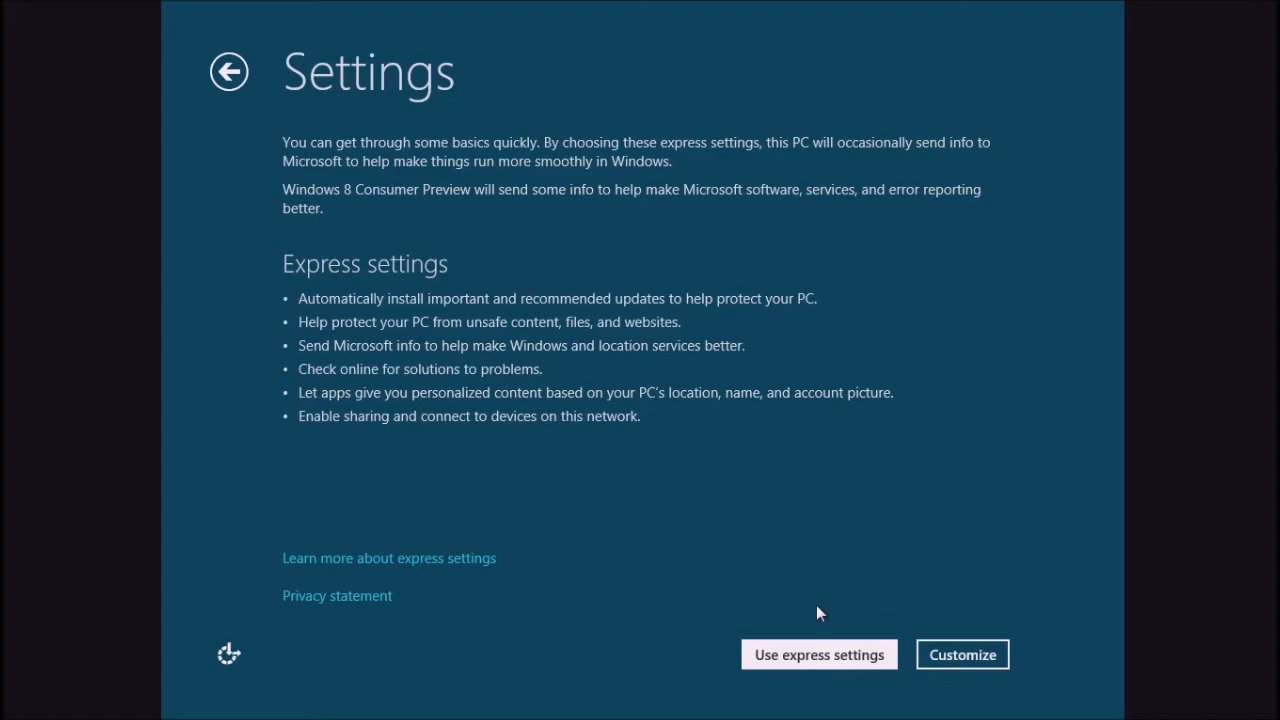 Settings
You can get through some basics quickly. By choosing these express settings, this PC will occasionally send info to
Microsoft to help make things run more smoothly in Windows.
Windows 8 Consumer Preview will send some info to help make Microsoft software, services, and error reporting
better.
Express settings
• Automatically install important and recommended updates to help protect your PC.
• Help protect your PC from unsafe content, files, and websites.
• Send Microsoft info to help make Windows and location services better.
• Check online for solutions to problems.
• Let apps give you personalized content based on your PC's location, name, and account picture.
• Enable sharing and connect to devices on this network.
Learn more about express settings
Privacy statement
Use express settings
Customize